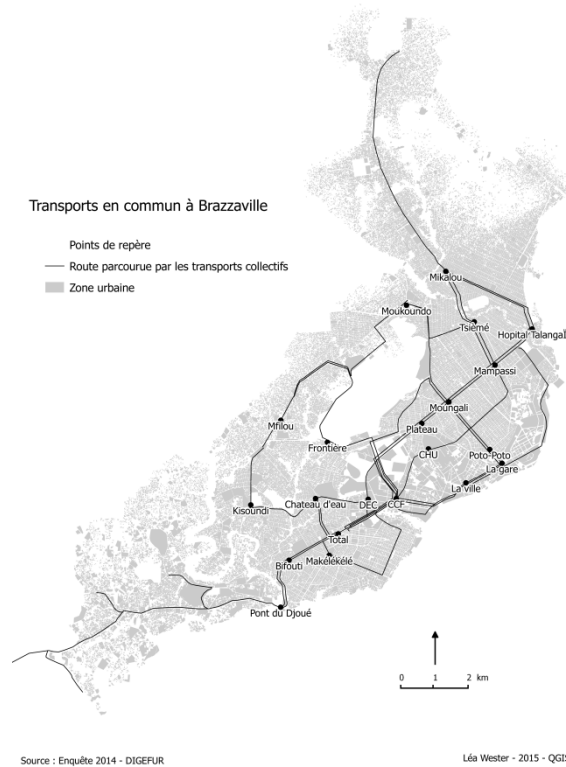 Transports en commun à Brazzaville
Points de repère
Route parcourue par les transports collectifs
Zone urbaine
Mikalou
Moukoundo
Tsiémé
Hopital Talangaï
Mampassi
Moungali
Mfilou
Plateau
Frontière
CHU
Poto-Poto
La gare
La ville
Kisoundi
Chateau d'eau
DEC
CCF
Total
Bifouti
Makélékélé
Pont du Djoué
0 1 2 km
Source : Enquête 2014 - DIGEFUR
Léa Wester - 2015 - QGIS